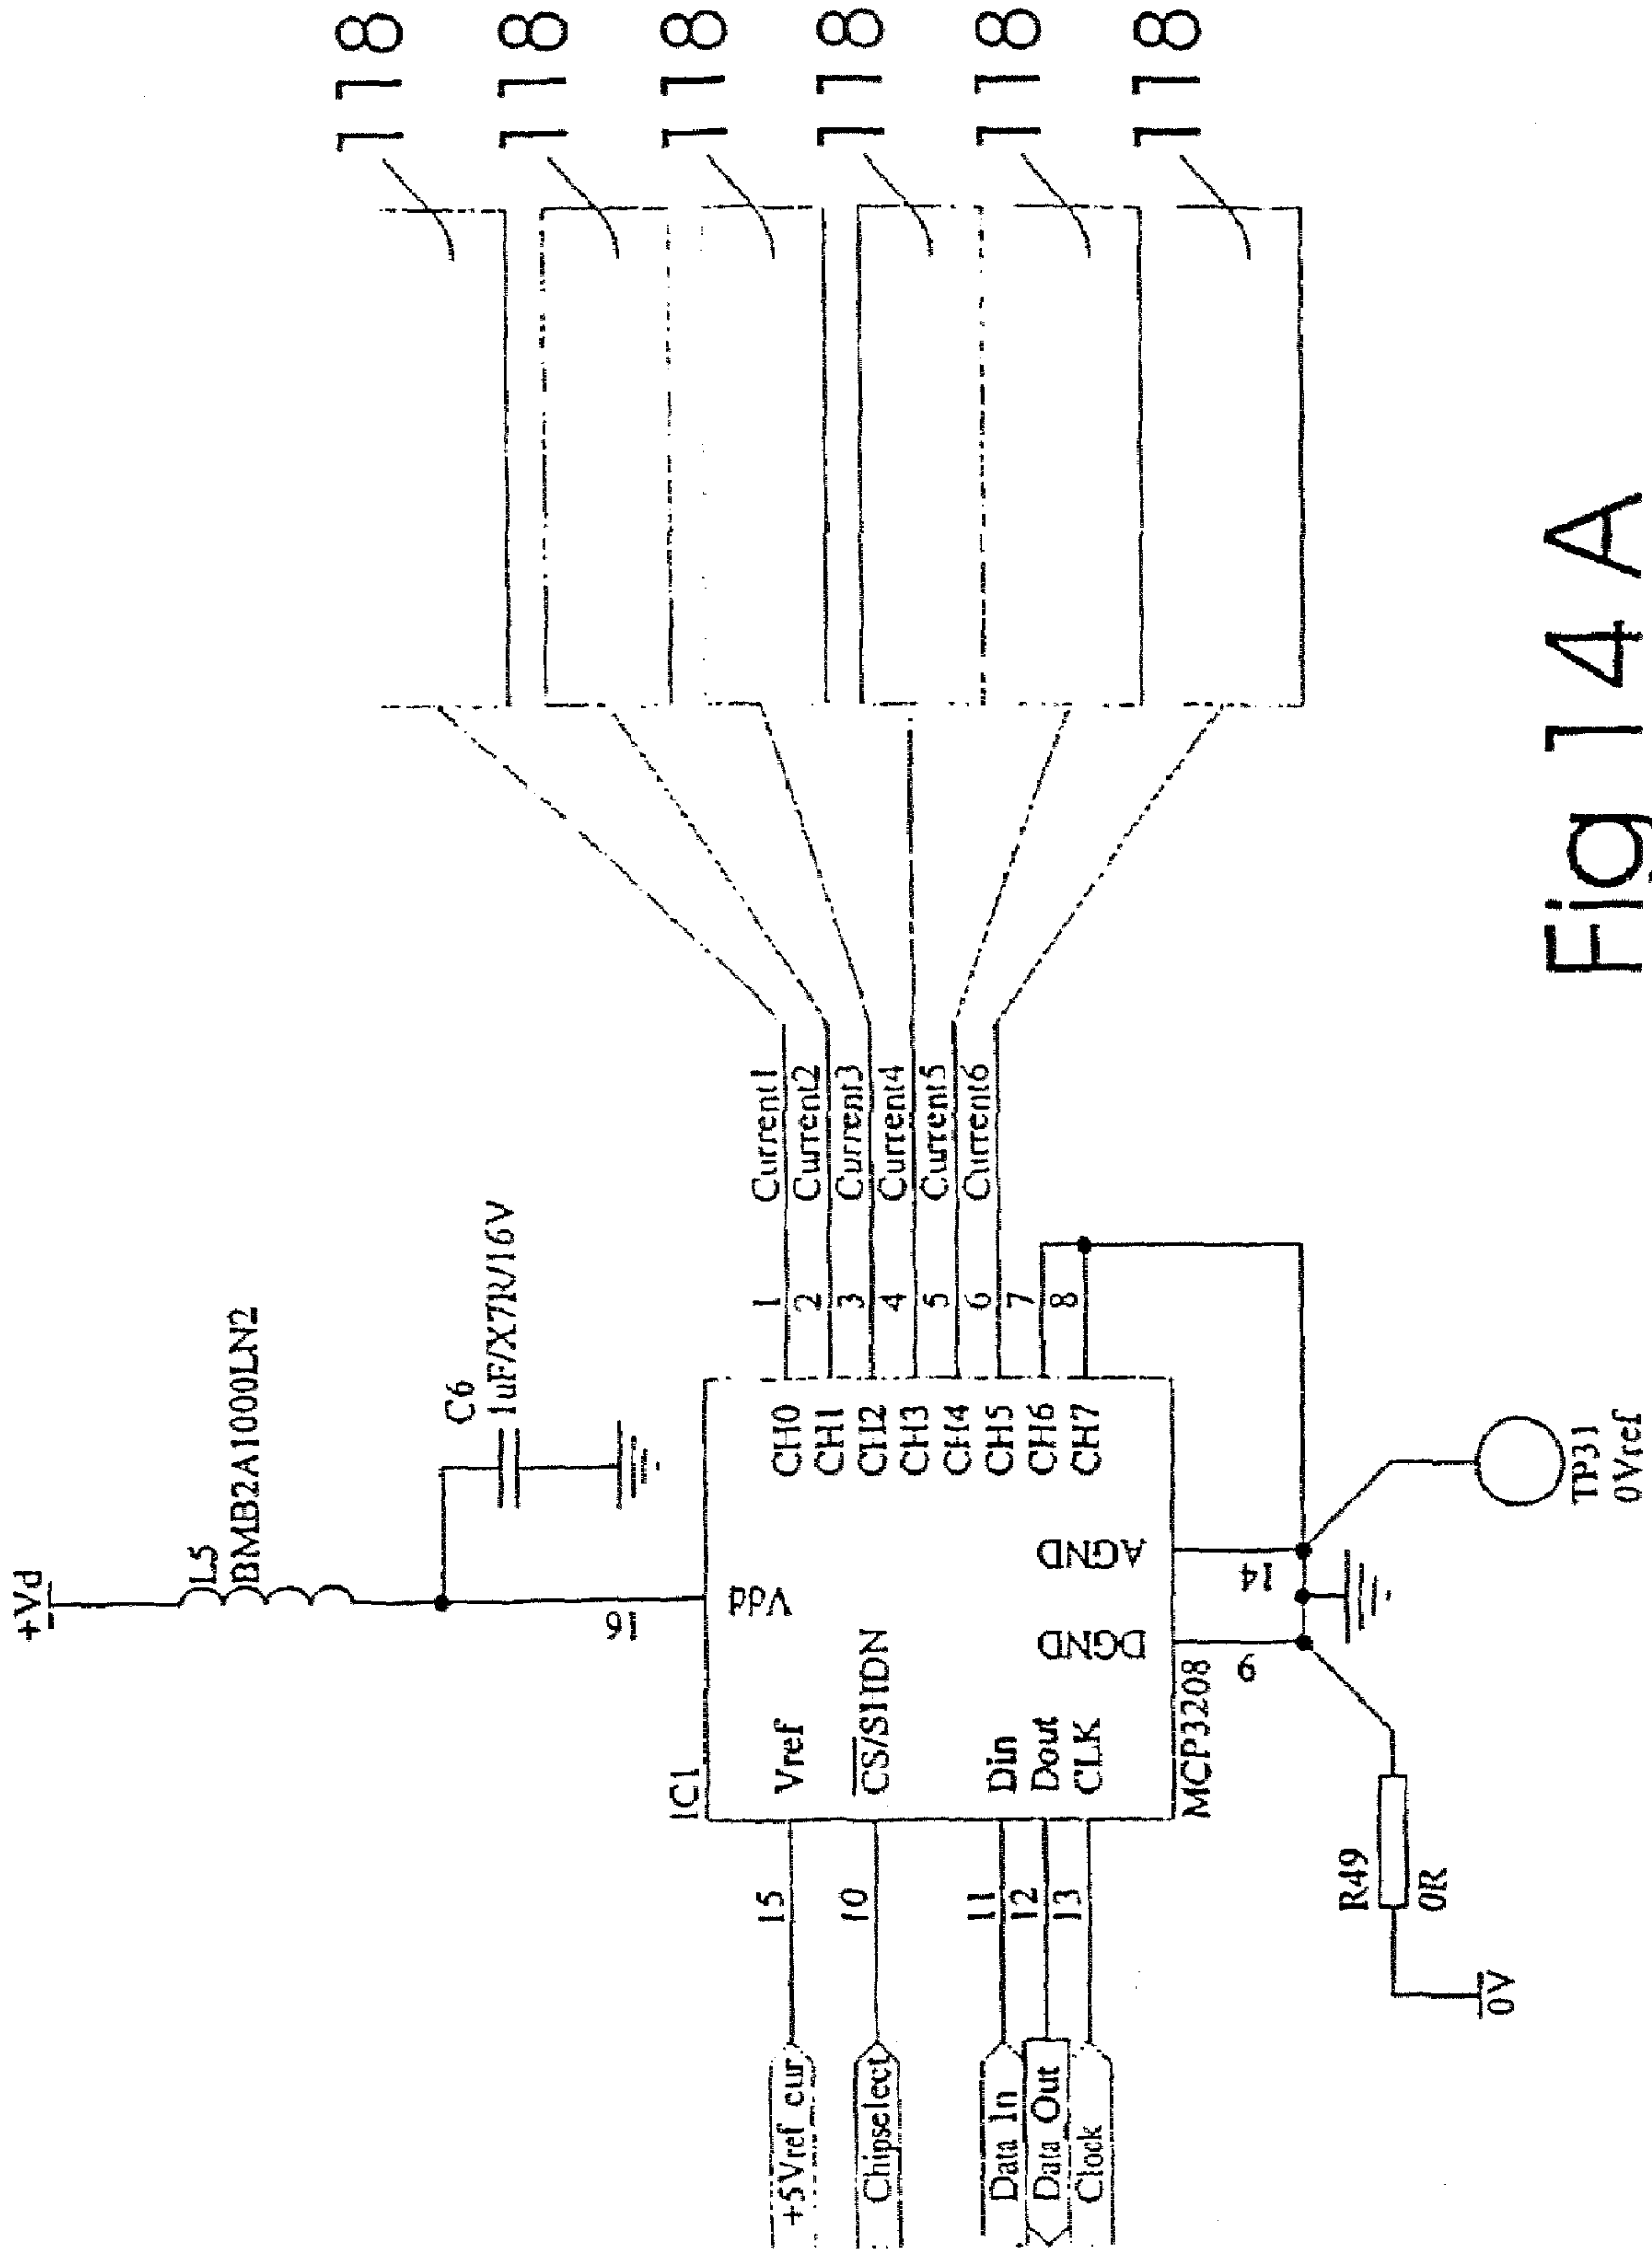 +Vd
L5
BMB2A1000LN2
C6
1uF/X7R/16V
16
IC1
Vdd
Vref
CS/SHDN
Din
Dout
CLK
DGND
AGND
CH0
CH1
CH2
CH3
CH4
CH5
CH6
CH7
MCP3208
15
10
11
12
13
+5Vref cur
Chipselect
Data In
Data Out
Clock
1
2
3
4
5
6
7
8
Current1
Current2
Current3
Current4
Current5
Current6
118
118
118
118
118
118
9
14
R49
0R
0V
TP31
0Vref
Fig 14 A